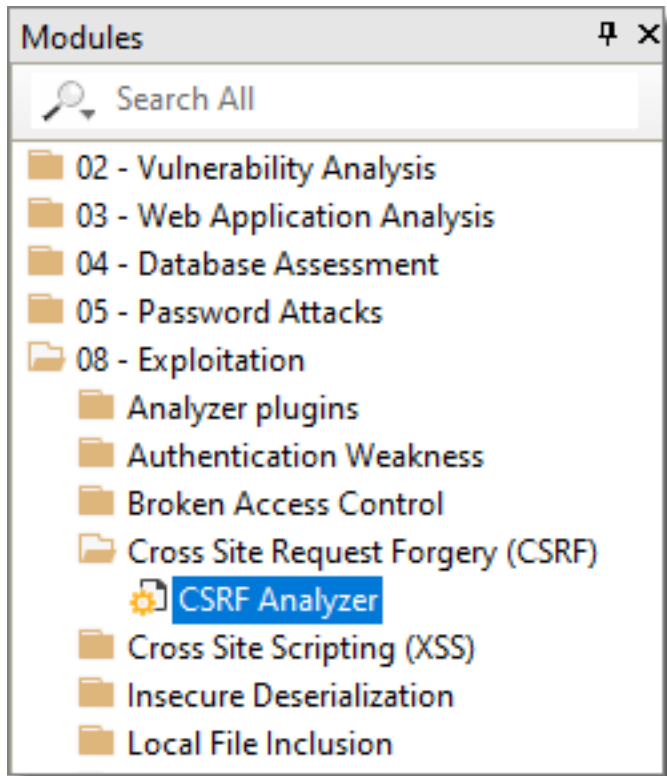 Modules
Search All
02 - Vulnerability Analysis
03 - Web Application Analysis
04 - Database Assessment
05 - Password Attacks
08 - Exploitation
Analyzer plugins
Authentication Weakness
Broken Access Control
Cross Site Request Forgery (CSRF)
CSRF Analyzer
Cross Site Scripting (XSS)
Insecure Deserialization
Local File Inclusion